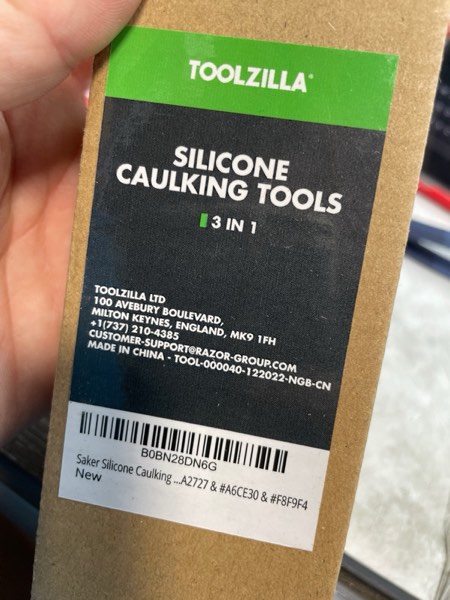 TOOLZILLA®
SILICONE
CAULKING TOOLS
3 IN 1
TOOLZILLA LTD
100 AVEBURY BOULEVARD,
MILTON KEYNES, ENGLAND, MK9 1FH
+1(737) 210-4385
CUSTOMER-SUPPORT@RAZOR-GROUP.COM
MADE IN CHINA - TOOL-000040-122022-NGB-CN
B0BN28DN6G
Saker Silicone Caulking ...A2727 & #A6CE30 & #F8F9F4
New